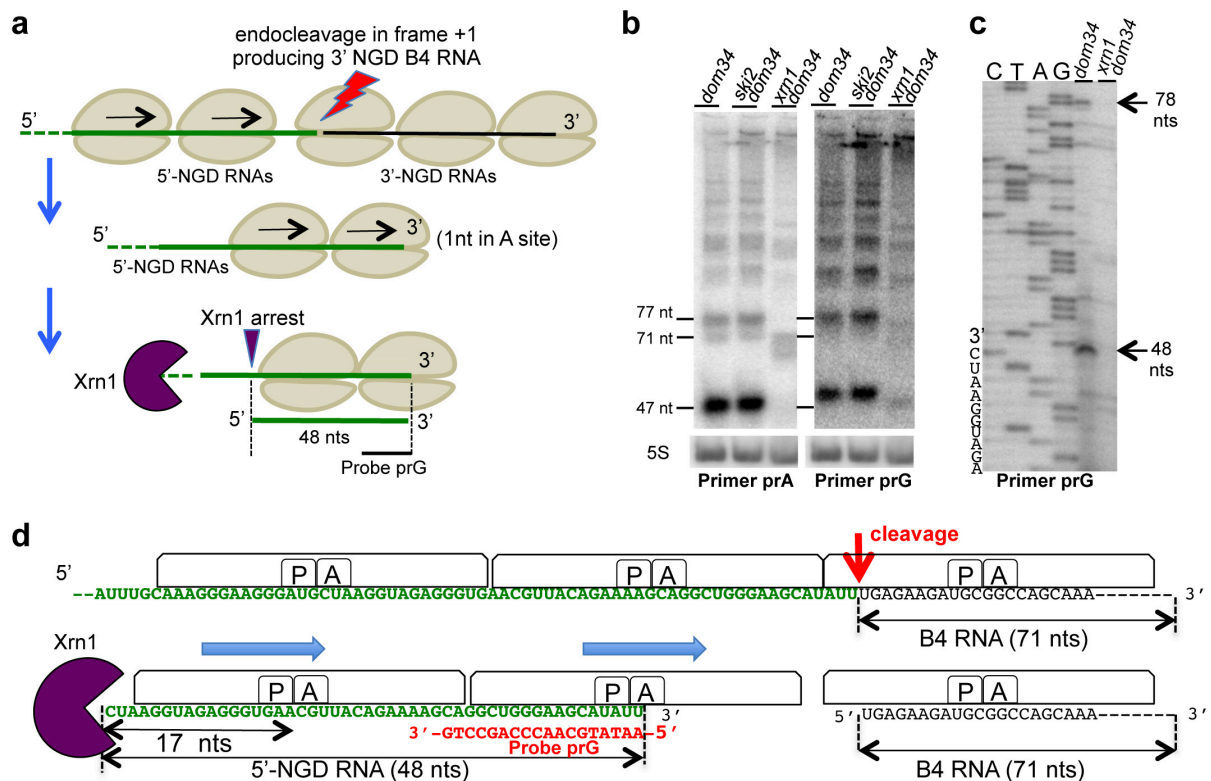 a
endocleavage in frame +1
producing 3’ NGD B4 RNA
5’
3’
5’-NGD RNAs
3’-NGD RNAs
5’
3’
(1nt in A site)
5’-NGD RNAs
Xrn1 arrest
Xrn1
3’
5’
3’
48 nts
Probe prG
b
dom34
ski2 dom34
xrn1 dom34
dom34
ski2 dom34
xrn1 dom34
77 nt
71 nt
47 nt
5S
Primer prA
Primer prG
c
dom34
xrn1 dom34
C T A G
78 nts
48 nts
3’
C
U
A
A
G
G
U
A
G
A
Primer prG
d
cleavage
5’
P A
P A
P A
--AUUUGCAAAGGGAAGGGAUGCUAAGGUAGAGGGUGAACGUUACAGAAAAGCAGGCUGGGAAGCAUAUUUGAGAAGAUGCGGCCAGCAAA
3’
B4 RNA (71 nts)
Xrn1
P A
P A
P A
CUAAGGUAGAGGGUGAACGUUACAGAAAAGCAGGCUGGGAAGCAUAUU 3’
5’ UGAGAAGAUGCGGCCAGCAAA 3’
17 nts
3’-GTCCGACCCAACGTATAA-5’
Probe prG
5’-NGD RNA (48 nts)
B4 RNA (71 nts)